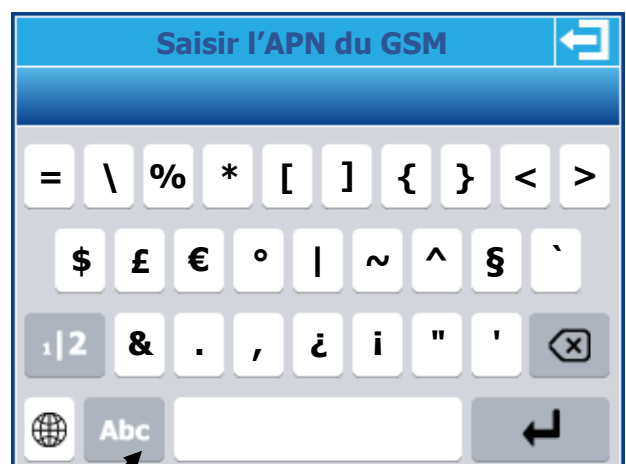 Saisir l’APN du GSM
= \ % * [ ] { } < >
$ £ € ° | ~ ^ § `
1|2 & . , ¿ i " '
Abc